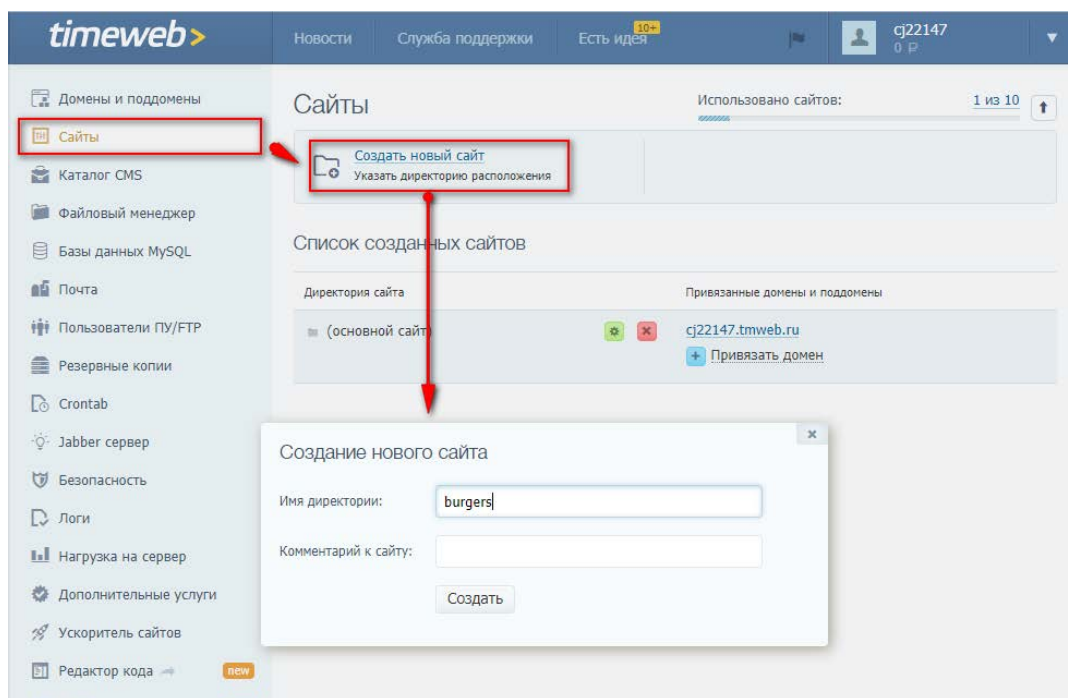 timeweb>
Новости
Служба поддержки
Есть идея
10+
cj22147
0 ₽
Домены и поддомены
Сайты
Каталог CMS
Файловый менеджер
Базы данных MySQL
Почта
Пользователи ПУ/FTP
Резервные копии
Crontab
Jabber сервер
Безопасность
Логи
Нагрузка на сервер
Дополнительные услуги
Ускоритель сайтов
Редактор кода
new
Сайты
Использовано сайтов:
1 из 10
Создать новый сайт
Указать директорию расположения
Список созданных сайтов
Директория сайта
Привязанные домены и поддомены
(основной сайт)
cj22147.tmweb.ru
+ Привязать домен
Создание нового сайта
Имя директории:
burgers
Комментарий к сайту:
Создать